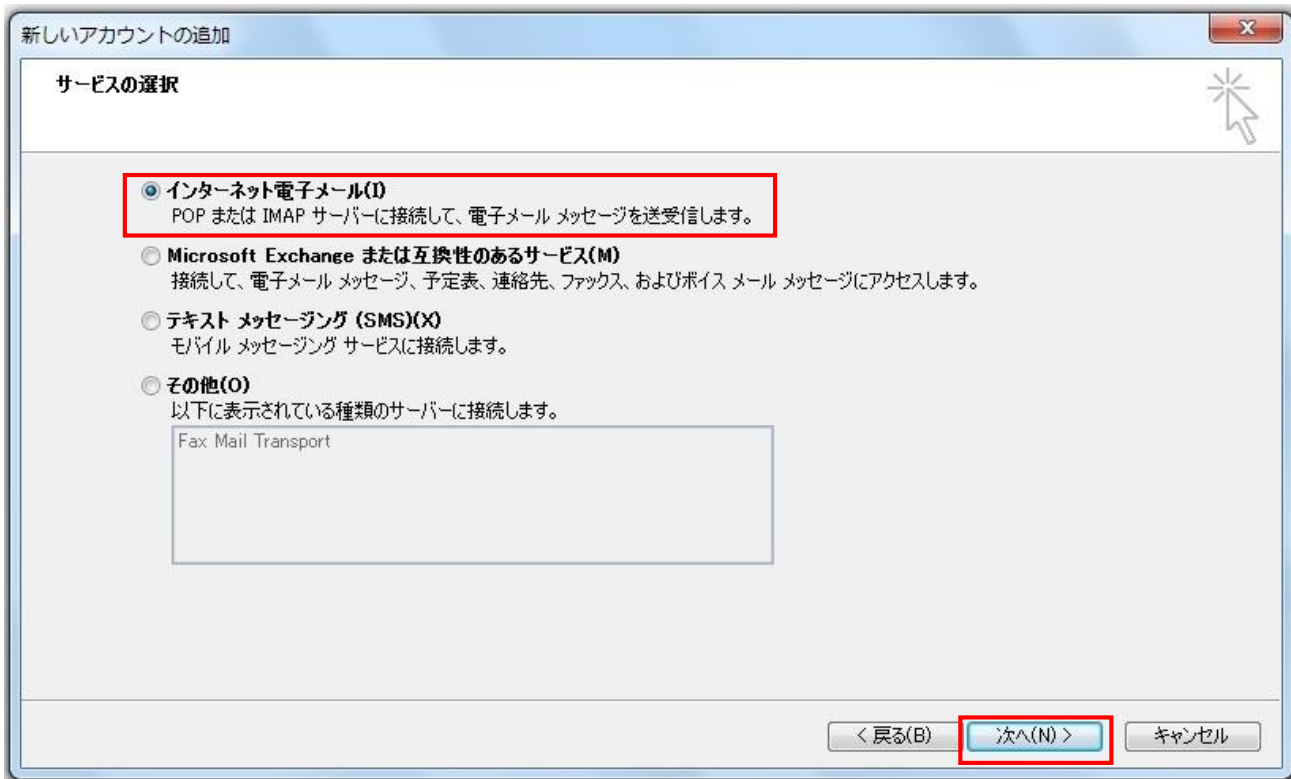 新しいアカウントの追加
サービスの選択
インターネット電子メール(I)
POP または IMAP サーバーに接続して、電子メール メッセージを送受信します。
Microsoft Exchange または互換性のあるサービス(M)
接続して、電子メール メッセージ、予定表、連絡先、ファックス、およびボイス メール メッセージにアクセスします。
テキスト メッセージング (SMS)(X)
モバイル メッセージング サービスに接続します。
その他(O)
以下に表示されている種類のサーバーに接続します。
Fax Mail Transport
< 戻る(B) 次へ(N) > キャンセル